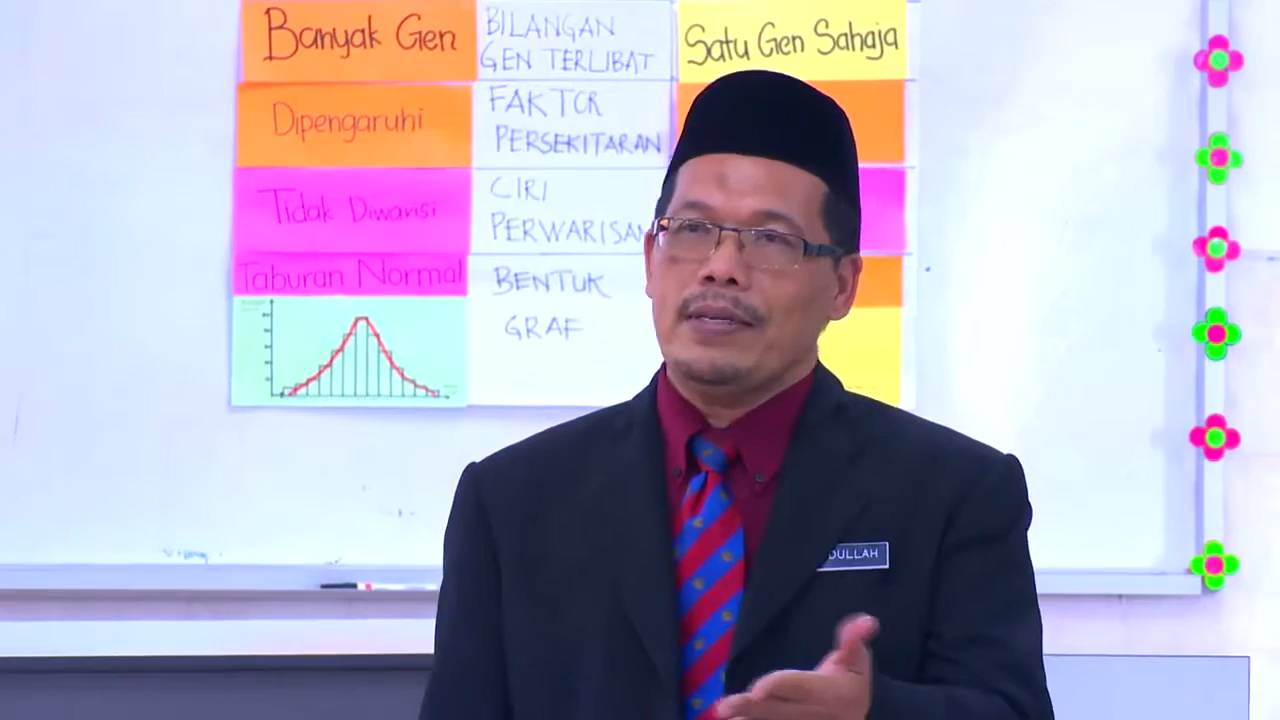 Banyak Gen
BILANGAN
GEN TERLIBAT
Satu Gen Sahaja
Dipengaruhi
FAKTOR
PERSEKITARAN
Tidak Diwarisi
CIRI
PERWARISAN
Taburan Normal
BENTUK
GRAF
DULLAH